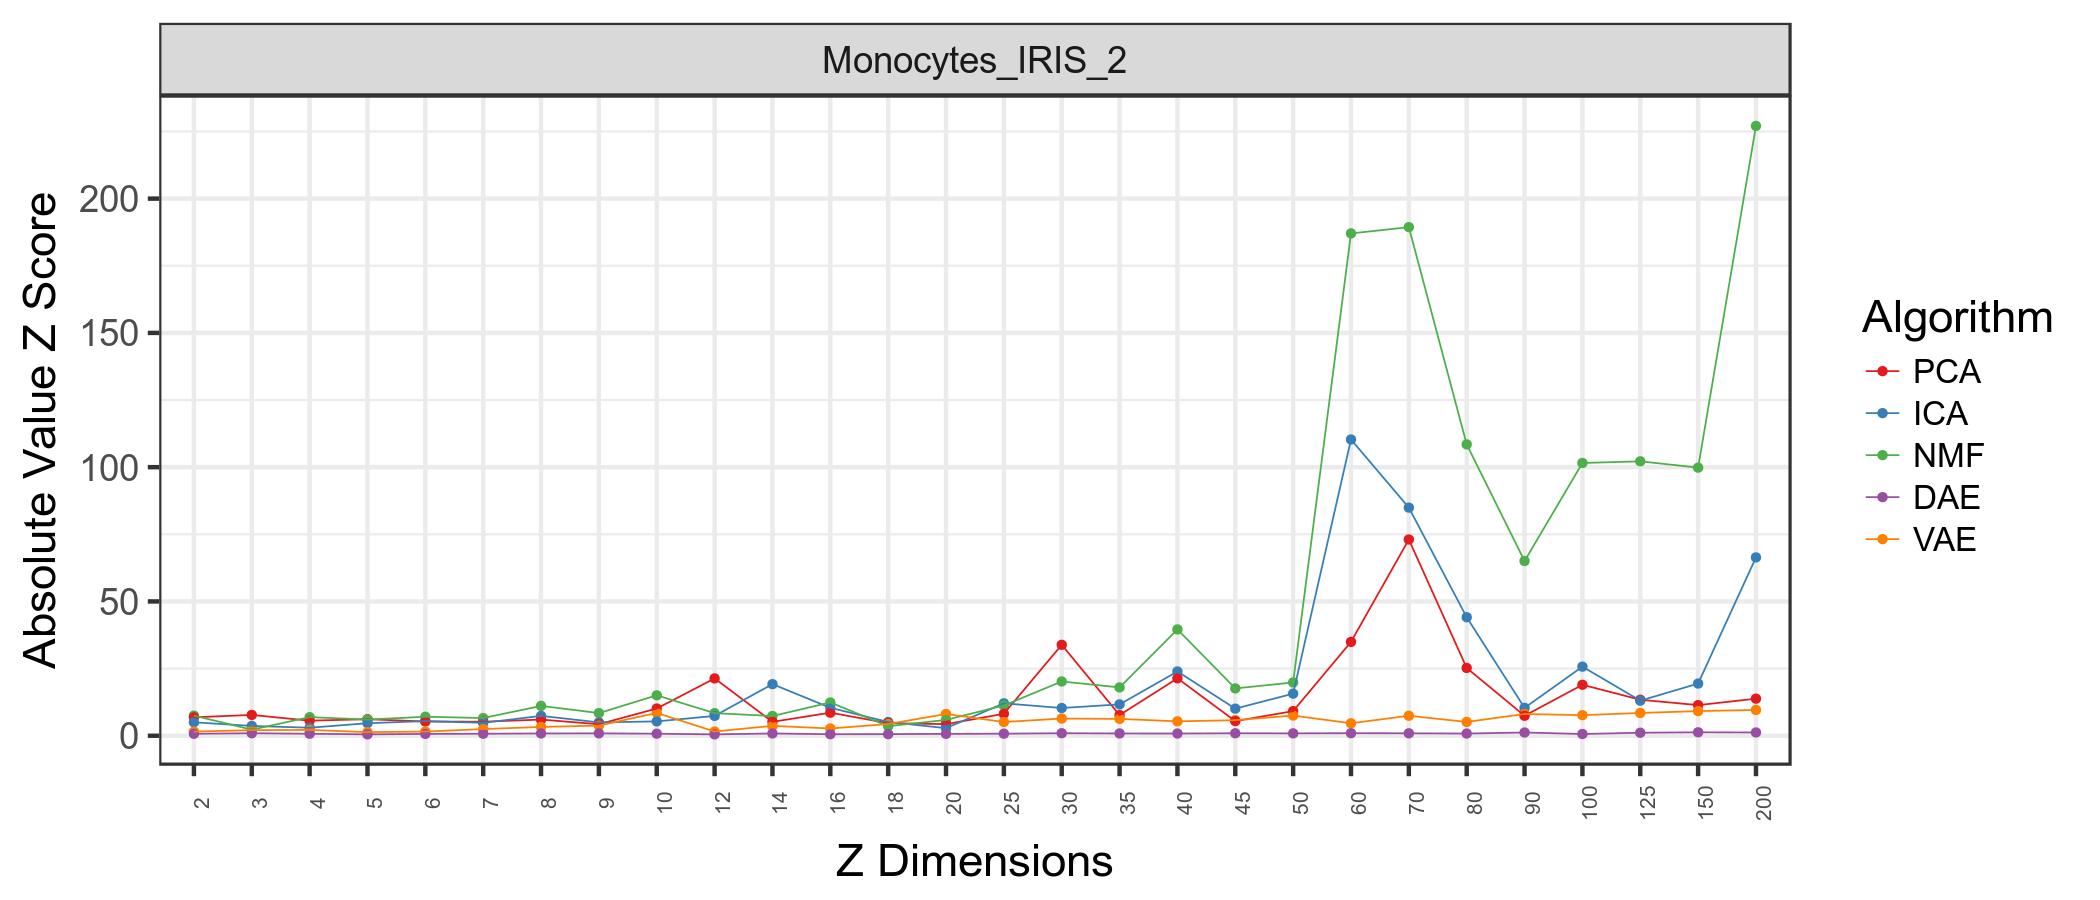 Monocytes_IRIS_2
Absolute Value Z Score
200
150
100
50
0
2 3 4 5 6 7 8 9 10 12 14 16 18 20 25 30 35 40 45 50 60 70 80 90 100 125 150 200
Z Dimensions
Algorithm
PCA
ICA
NMF
DAE
VAE